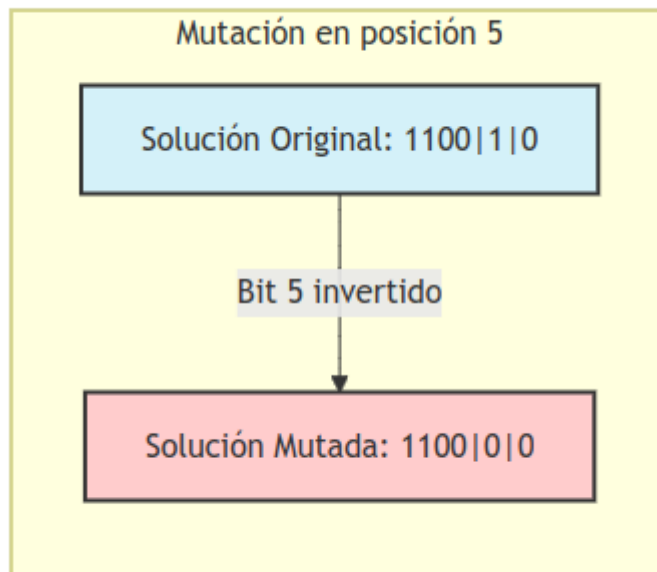 Mutación en posición 5
Solución Original: 1100|1|0
Bit 5 invertido
Solución Mutada: 1100|0|0